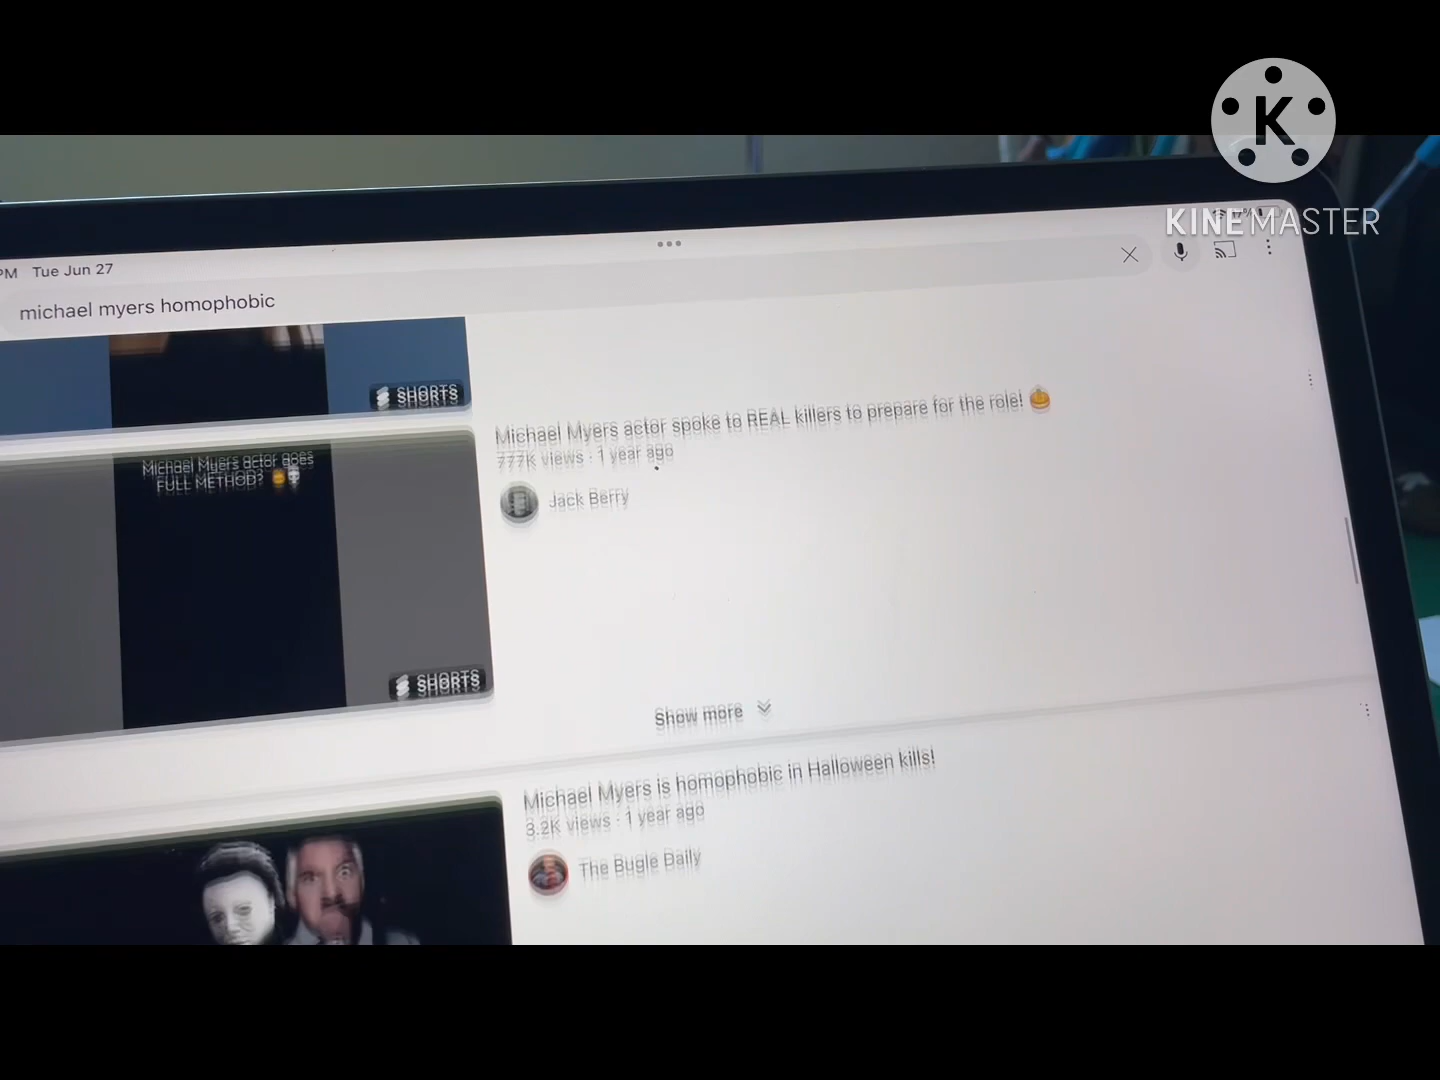 K
KINEMASTER
PM Tue Jun 27
michael myers homophobic
SHORTS
Michael Myers actor spoke to REAL killers to prepare for the role! 🎃
777K views · 1 year ago
Jack Berry
Michael Myers actor goes
FULL METHOD? 🎃💀
SHORTS
Show more
Michael Myers is homophobic in Halloween kills!
3.2K views · 1 year ago
The Bugle Daily